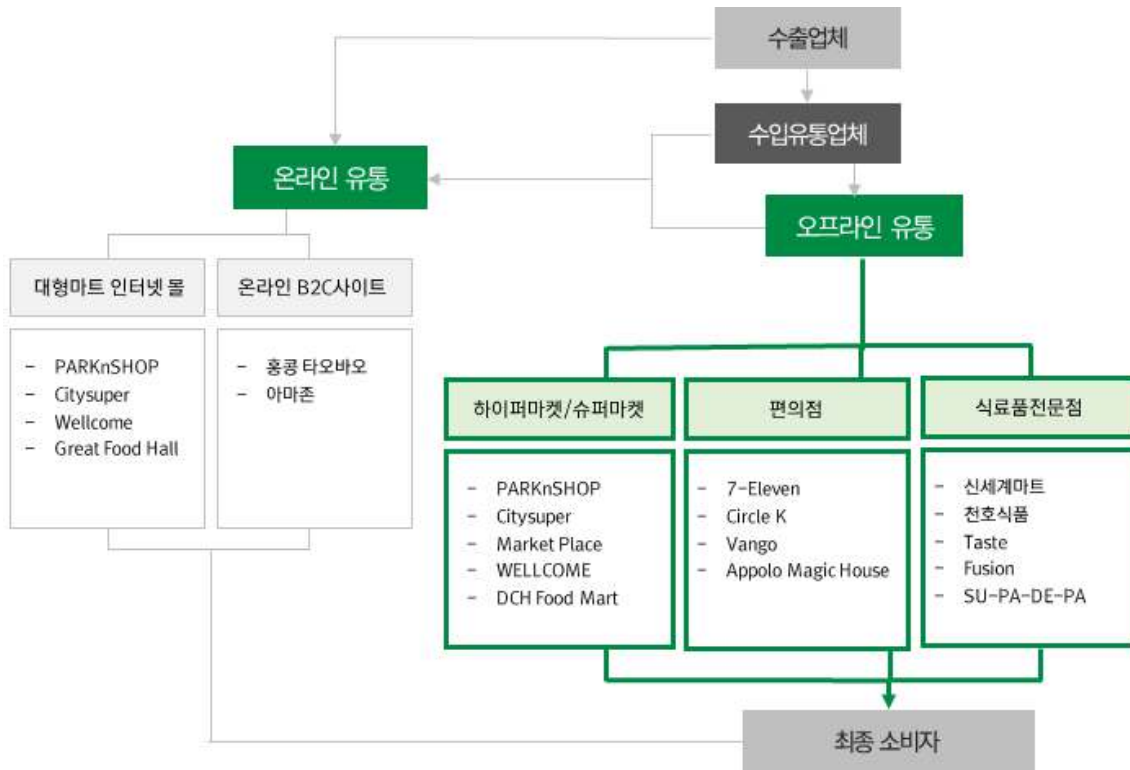 수출업체
수입유통업체
온라인 유통
오프라인 유통
대형마트 인터넷 몰
온라인 B2C사이트
- PARKnSHOP
- Citysuper
- Wellcome
- Great Food Hall
- 홍콩 타오바오
- 아마존
하이퍼마켓/슈퍼마켓
편의점
식료품전문점
- PARKnSHOP
- Citysuper
- Market Place
- WELLCOME
- DCH Food Mart
- 7-Eleven
- Circle K
- Vango
- Appolo Magic House
- 신세계마트
- 천호식품
- Taste
- Fusion
- SU-PA-DE-PA
최종 소비자